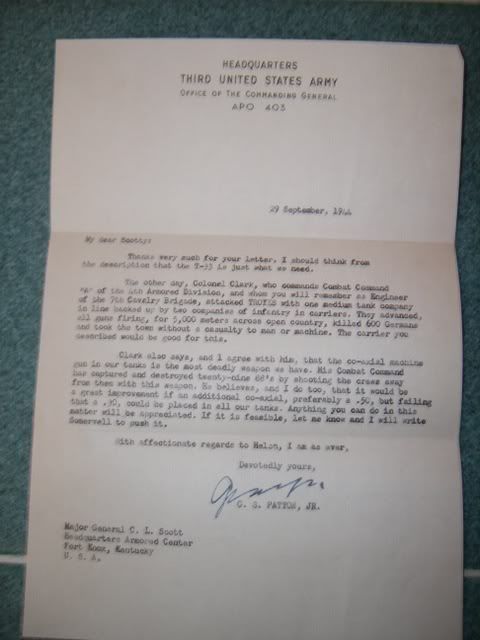 HEADQUARTERS
THIRD UNITED STATES ARMY
OFFICE OF THE COMMANDING GENERAL
APO 403
29 September, 1944
My dear Scotty:
Thanks very much for your letter. I should think from
the description that the T-33 is just what we need.
The other day, Colonel Clark, who commands Combat Command
"A" of the 4th Armored Division, and whom you will remember as Engineer
of the 7th Cavalry Brigade, attacked TROYES with one medium tank company
in line backed up by two companies of infantry in carriers. They advanced,
all guns firing, for 5,000 meters across open country, killed 600 Germans
and took the town without a casualty to man or machine. The carrier you
described would be good for this.
Clark also says, and I agree with him, that the co-axial machine
gun in our tanks is the most deadly weapon we have. His Combat Command
has captured and destroyed twenty-nine 88's by shooting the crews away
from them with this weapon. He believes, and I do too, that it would be
a great improvement if an additional co-axial, preferably a .50, but failing
that a .30, could be placed in all our tanks. Anything you can do in this
matter will be appreciated. If it is feasible, let me know and I will write
Somervell to push it.
With affectionate regards to Helen, I am as ever,
Devotedly yours,
G. S. PATTON, JR.
Major General C. L. Scott
Headquarters Armored Center
Fort Knox, Kentucky
U. S. A.